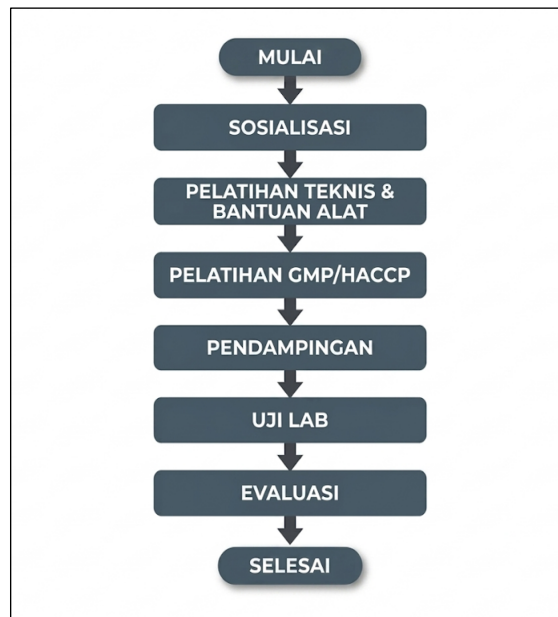 MULAI
SOSIALISASI
PELATIHAN TEKNIS &
BANTUAN ALAT
PELATIHAN GMP/HACCP
PENDAMPINGAN
UJI LAB
EVALUASI
SELESAI